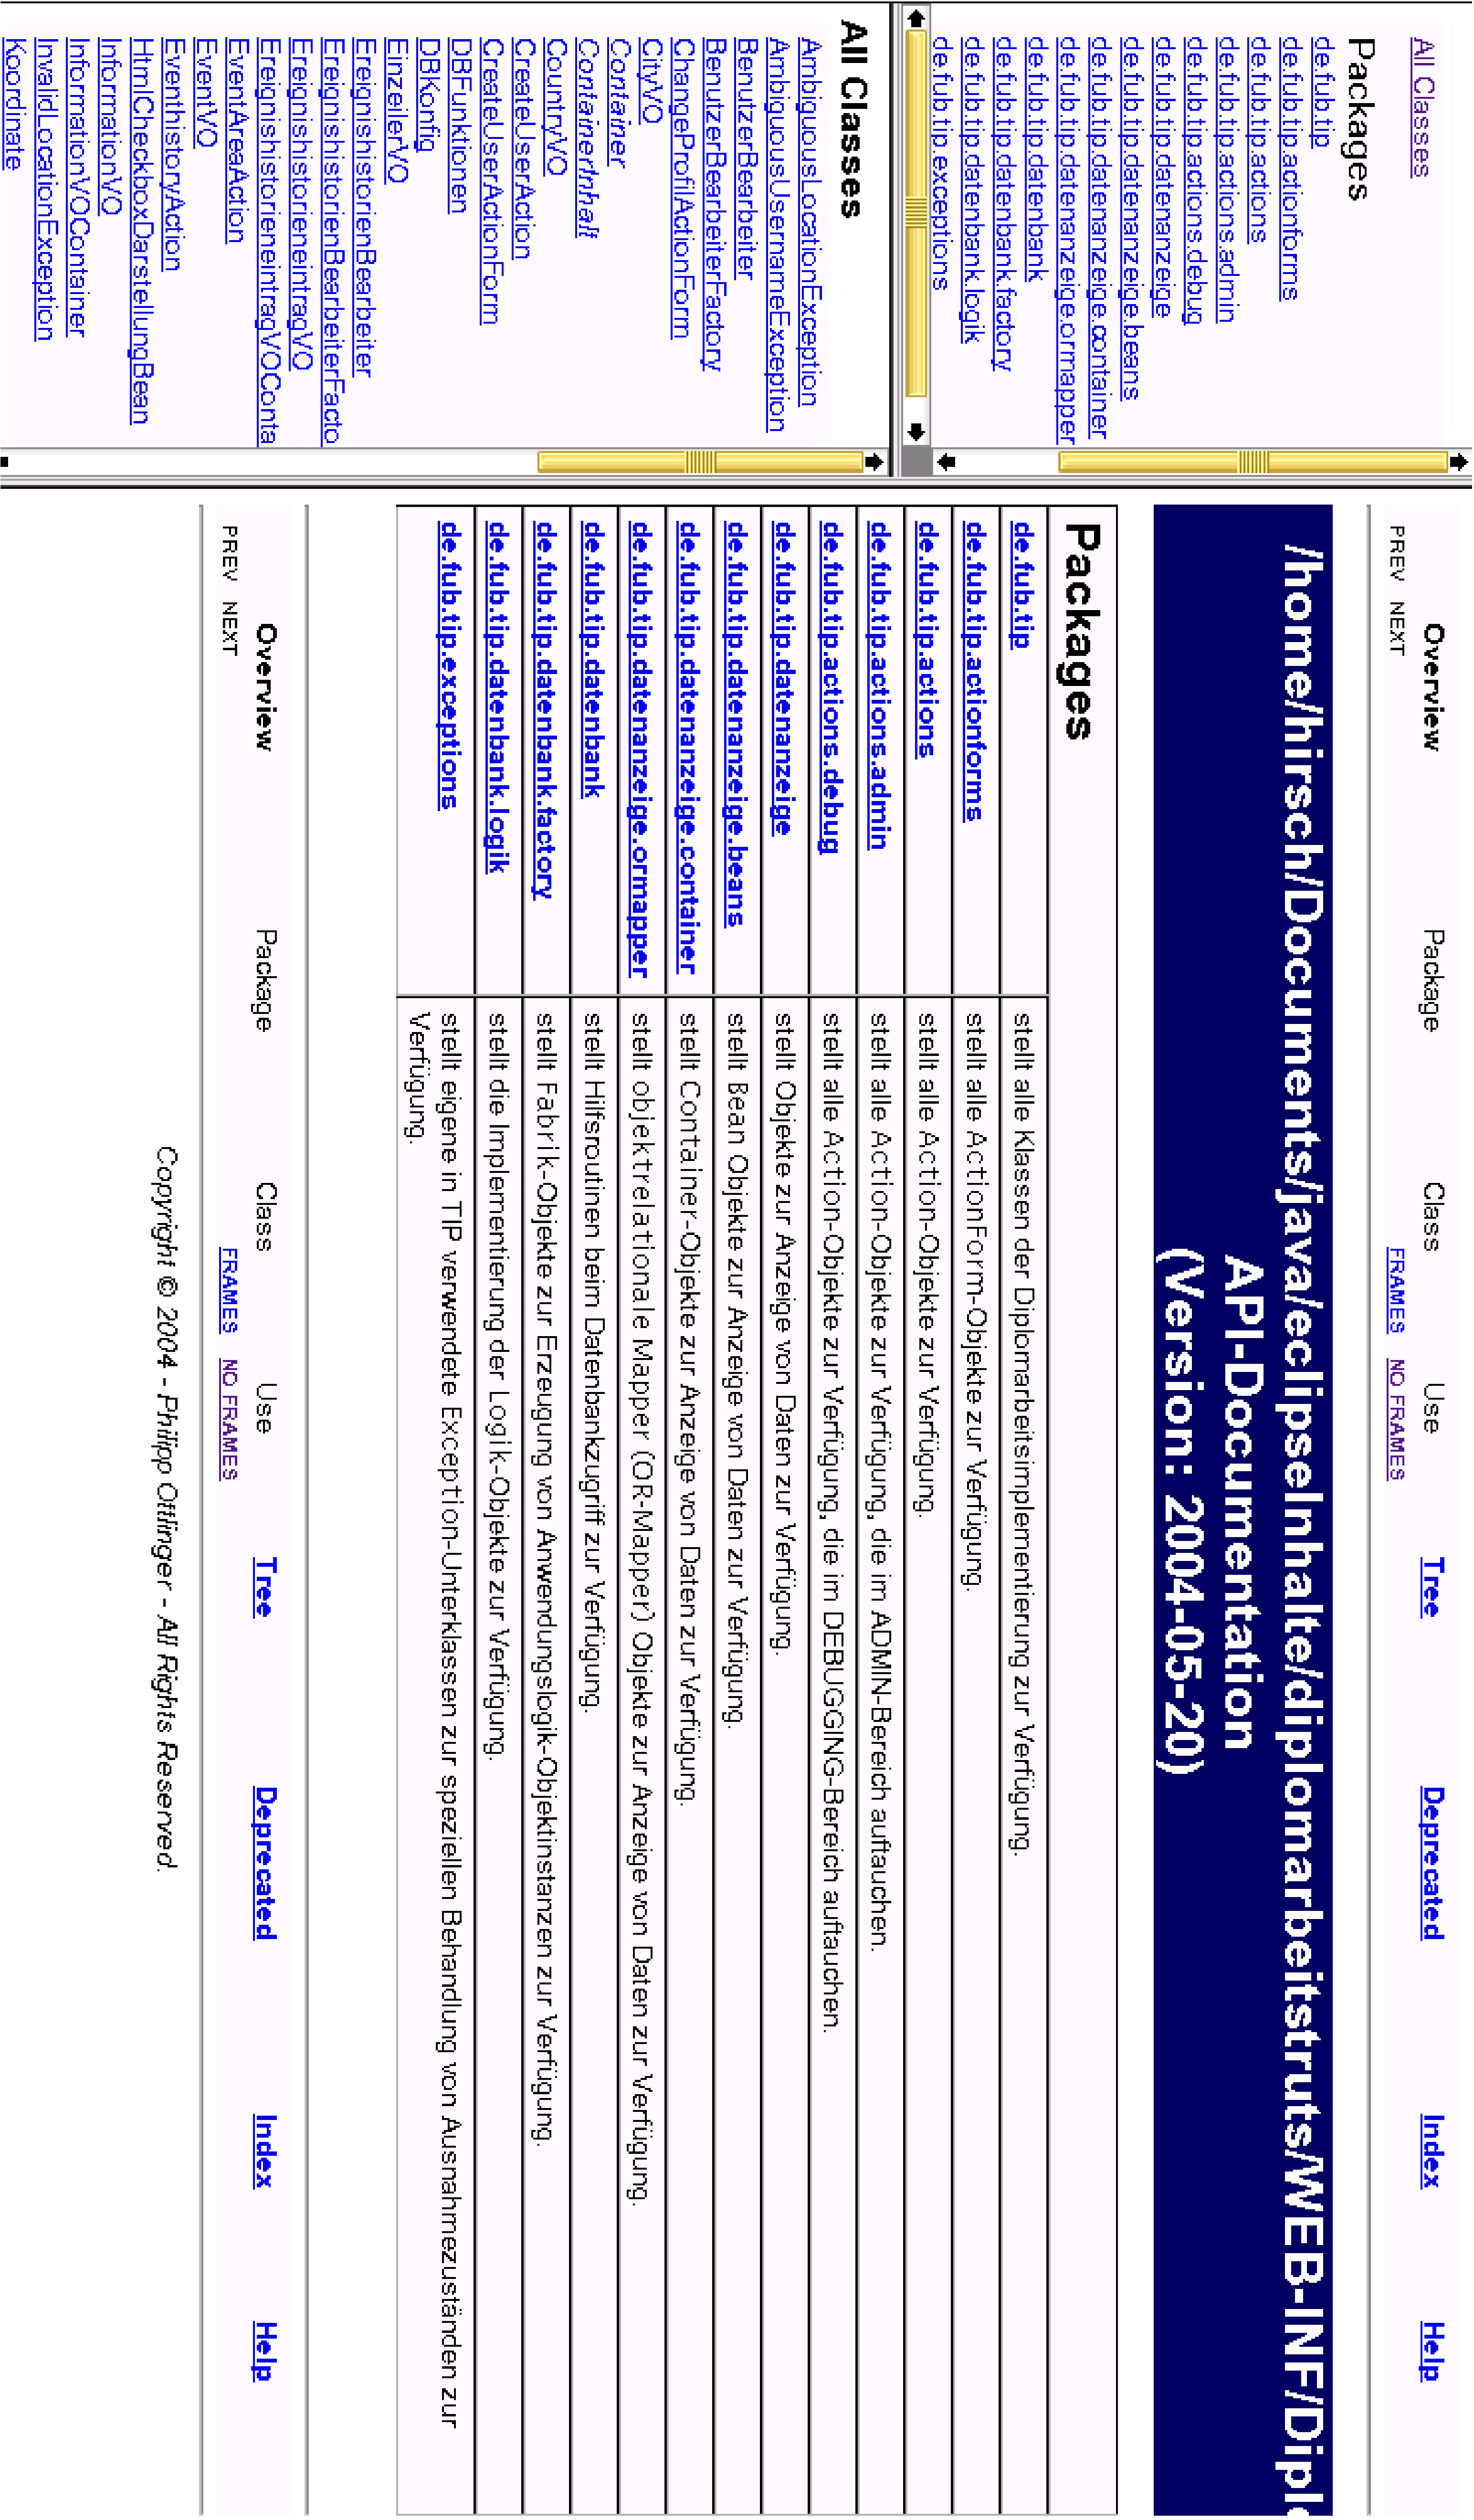 All Classes
Packages
de.fub.tip
de.fub.tip.actionforms
de.fub.tip.actions
de.fub.tip.actions.admin
de.fub.tip.actions.debug
de.fub.tip.datenanzeige
de.fub.tip.datenanzeige.beans
de.fub.tip.datenanzeige.container
de.fub.tip.datenanzeige.ormapper
de.fub.tip.datenbank
de.fub.tip.datenbank.factory
de.fub.tip.datenbank.logik
de.fub.tip.exceptions
All Classes
AmbiguousLocationException
AmbiguousUsernameException
BenutzerBearbeiter
BenutzerBearbeiterFactory
ChangeProfilActionForm
CityVO
Container
ContainerInhalt
CountryVO
CreateUserAction
CreateUserActionForm
DBFunktionen
DBKonfig
EinzeilerVO
EreignishistorienBearbeiter
EreignishistorienBearbeiterFacto
EreignishistorieneintragVO
EreignishistorieneintragVOConta
EventAreaAction
EventVO
EventhistoryAction
HtmlCheckboxDarstellungBean
InformationVO
InformationVOContainer
InvalidLocationException
Koordinate
Overview Package Class Use Tree Deprecated Index Help
PREV NEXT FRAMES NO FRAMES
/home/hirsch/Documents/java/eclipseInhalte/diplomarbeitstruts/WEB-INF/Diplo
API-Documentation
(Version: 2004-05-20)
Packages
de.fub.tip stellt alle Klassen der Diplomarbeitsimplementierung zur Verfügung.
de.fub.tip.actionforms stellt alle ActionForm-Objekte zur Verfügung.
de.fub.tip.actions stellt alle Action-Objekte zur Verfügung.
de.fub.tip.actions.admin stellt alle Action-Objekte zur Verfügung, die im ADMIN-Bereich auftauchen.
de.fub.tip.actions.debug stellt alle Action-Objekte zur Verfügung, die im DEBUGGING-Bereich auftauchen.
de.fub.tip.datenanzeige stellt Objekte zur Anzeige von Daten zur Verfügung.
de.fub.tip.datenanzeige.beans stellt Bean Objekte zur Anzeige von Daten zur Verfügung.
de.fub.tip.datenanzeige.container stellt Container-Objekte zur Anzeige von Daten zur Verfügung.
de.fub.tip.datenanzeige.ormapper stellt objektrelationale Mapper (OR-Mapper) Objekte zur Anzeige von Daten zur Verfügung.
de.fub.tip.datenbank stellt Hilfsroutinen beim Datenbankzugriff zur Verfügung.
de.fub.tip.datenbank.factory stellt Fabrik-Objekte zur Erzeugung von Anwendungslogik-Objektinstanzen zur Verfügung.
de.fub.tip.datenbank.logik stellt die Implementierung der Logik-Objekte zur Verfügung.
de.fub.tip.exceptions stellt eigene in TIP verwendete Exception-Unterklassen zur speziellen Behandlung von Ausnahmezuständen zur
Verfügung.
Overview Package Class Use Tree Deprecated Index Help
PREV NEXT FRAMES NO FRAMES
Copyright © 2004 - Philipp Ottlinger - All Rights Reserved.